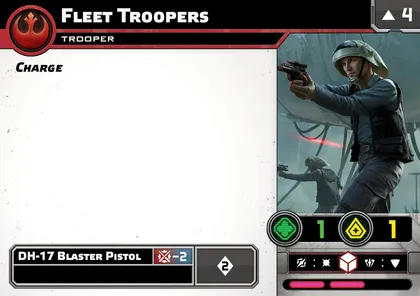 Fleet Troopers
▲ 4
TROOPER
Charge
1 1
DH-17 Blaster Pistol -2 2